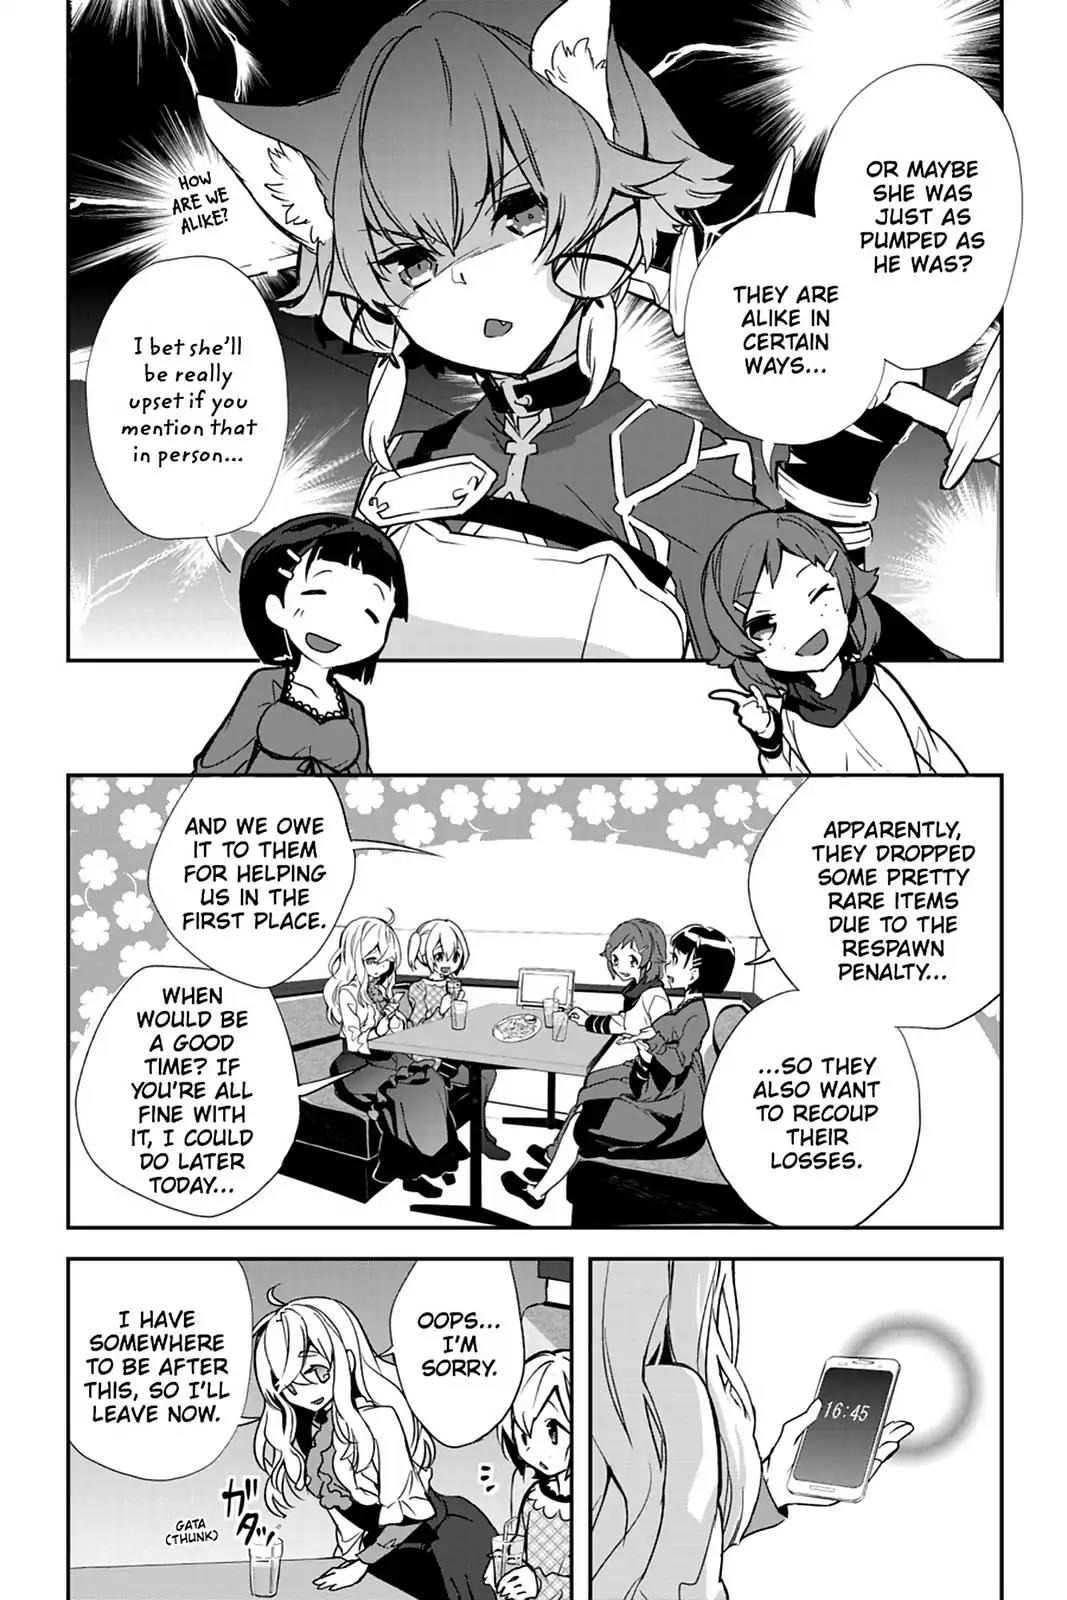 OR MAYBE
SHE WAS
JUST AS
PUMPED AS
HE WAS?
THEY ARE
ALIKE IN
CERTAIN
WAYS...
HOW
ARE WE
ALIKE?
I bet she'll
be really
upset if you
mention that
in person...
APPARENTLY,
THEY DROPPED
SOME PRETTY
RARE ITEMS
DUE TO THE
RESPAWN
PENALTY...
...SO THEY
ALSO WANT
TO RECOUP
THEIR
LOSSES.
AND WE OWE
IT TO THEM
FOR HELPING
US IN THE
FIRST PLACE.
WHEN
WOULD BE
A GOOD
TIME? IF
YOU'RE ALL
FINE WITH
IT, I COULD
DO LATER
TODAY...
16:45
OOPS...
I'M
SORRY.
I HAVE
SOMEWHERE
TO BE AFTER
THIS, SO I'LL
LEAVE NOW.
ガタッ
GATA
(THUNK)